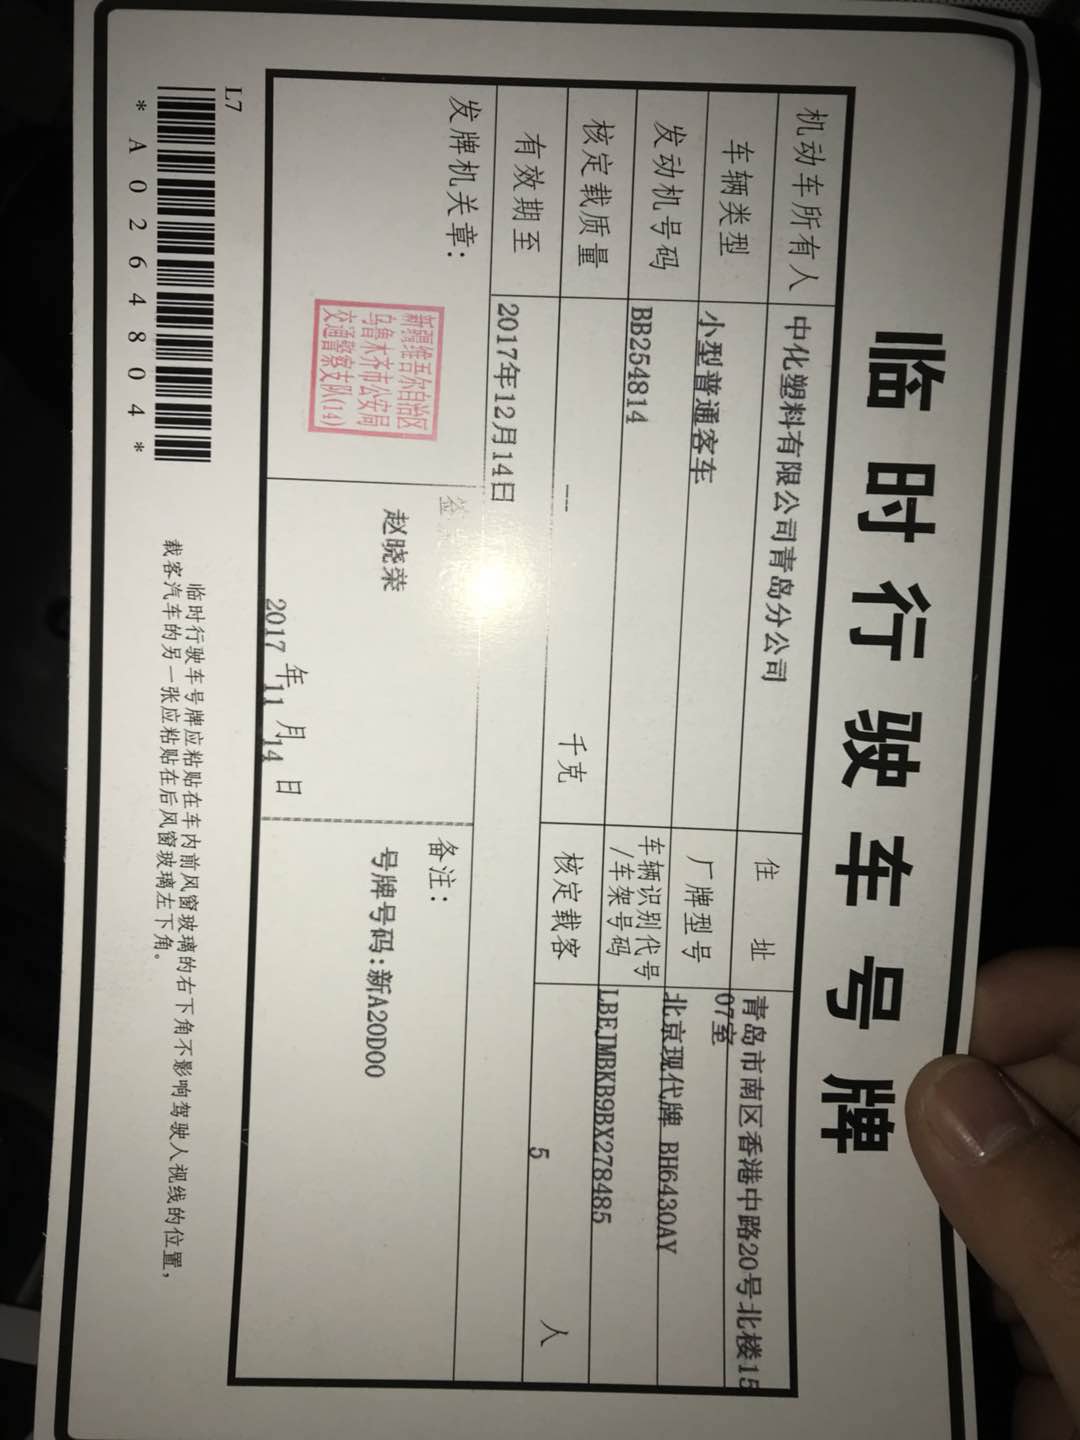 临时行驶车号牌
机动车所有人 中化塑料有限公司青岛分公司 住址 青岛市南区香港中路20号北楼15
07室
车辆类型 小型普通客车 厂牌型号 北京现代牌 BH6430AY
发动机号码 BB254814 车辆识别代号
/车架号码 LBEJMBKB9BX278485
核定载质量 -- 千克 核定载客 5 人
有效期至 2017年12月14日
发牌机关章：
新疆维吾尔自治区
乌鲁木齐市公安局
交通警察支队(14)
签
赵晓荣
2017 年 11 月 14 日
备注：
号牌号码:新A20D00
L7
*A0264804*
临时行驶车号牌应粘贴在车内前风窗玻璃的右下角不影响驾驶人视线的位置，
载客汽车的另一张应粘贴在后风窗玻璃左下角。